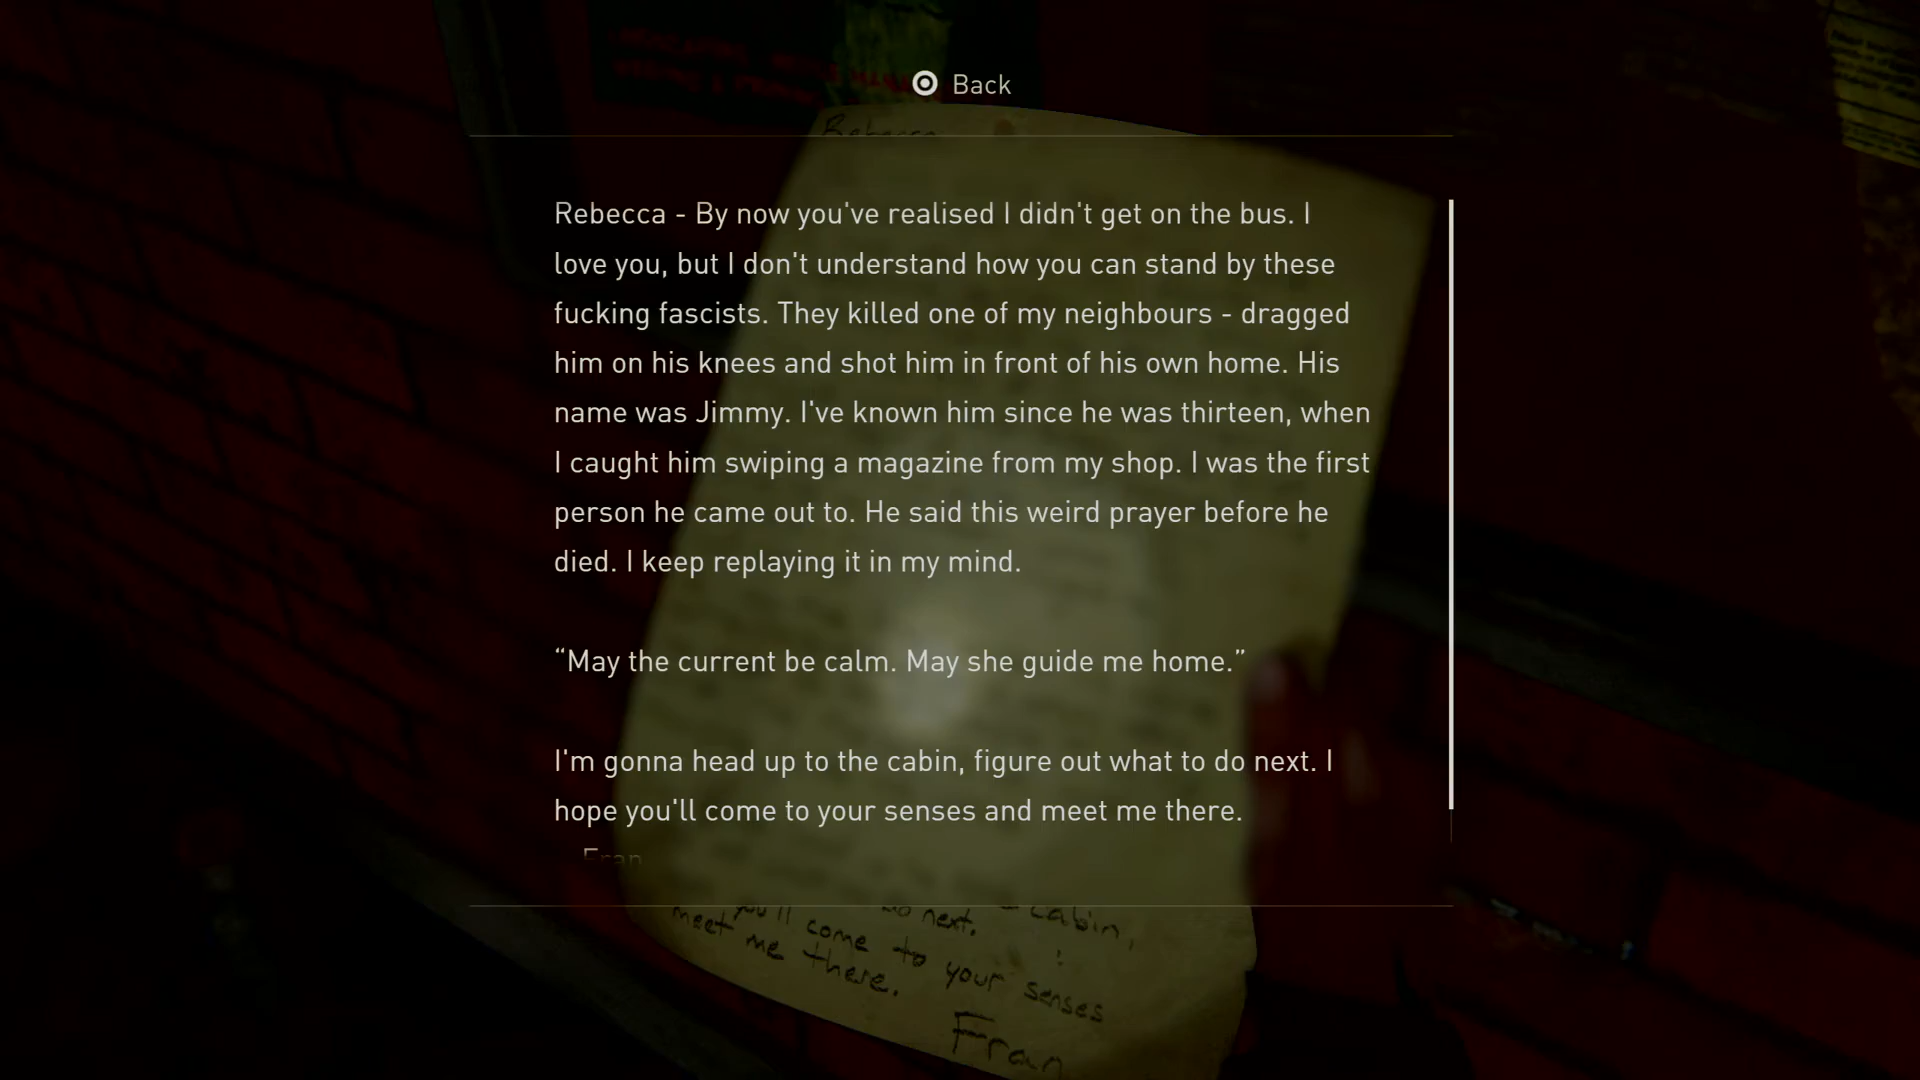 Back
Rebecca
Rebecca - By now you've realised I didn't get on the bus. I
love you, but I don't understand how you can stand by these
fucking fascists. They killed one of my neighbours - dragged
him on his knees and shot him in front of his own home. His
name was Jimmy. I've known him since he was thirteen, when
I caught him swiping a magazine from my shop. I was the first
person he came out to. He said this weird prayer before he
died. I keep replaying it in my mind.
“May the current be calm. May she guide me home.”
I'm gonna head up to the cabin, figure out what to do next. I
hope you'll come to your senses and meet me there.
Fran
cabin,
do next.
you'll come to your senses
meet me there.
Fran